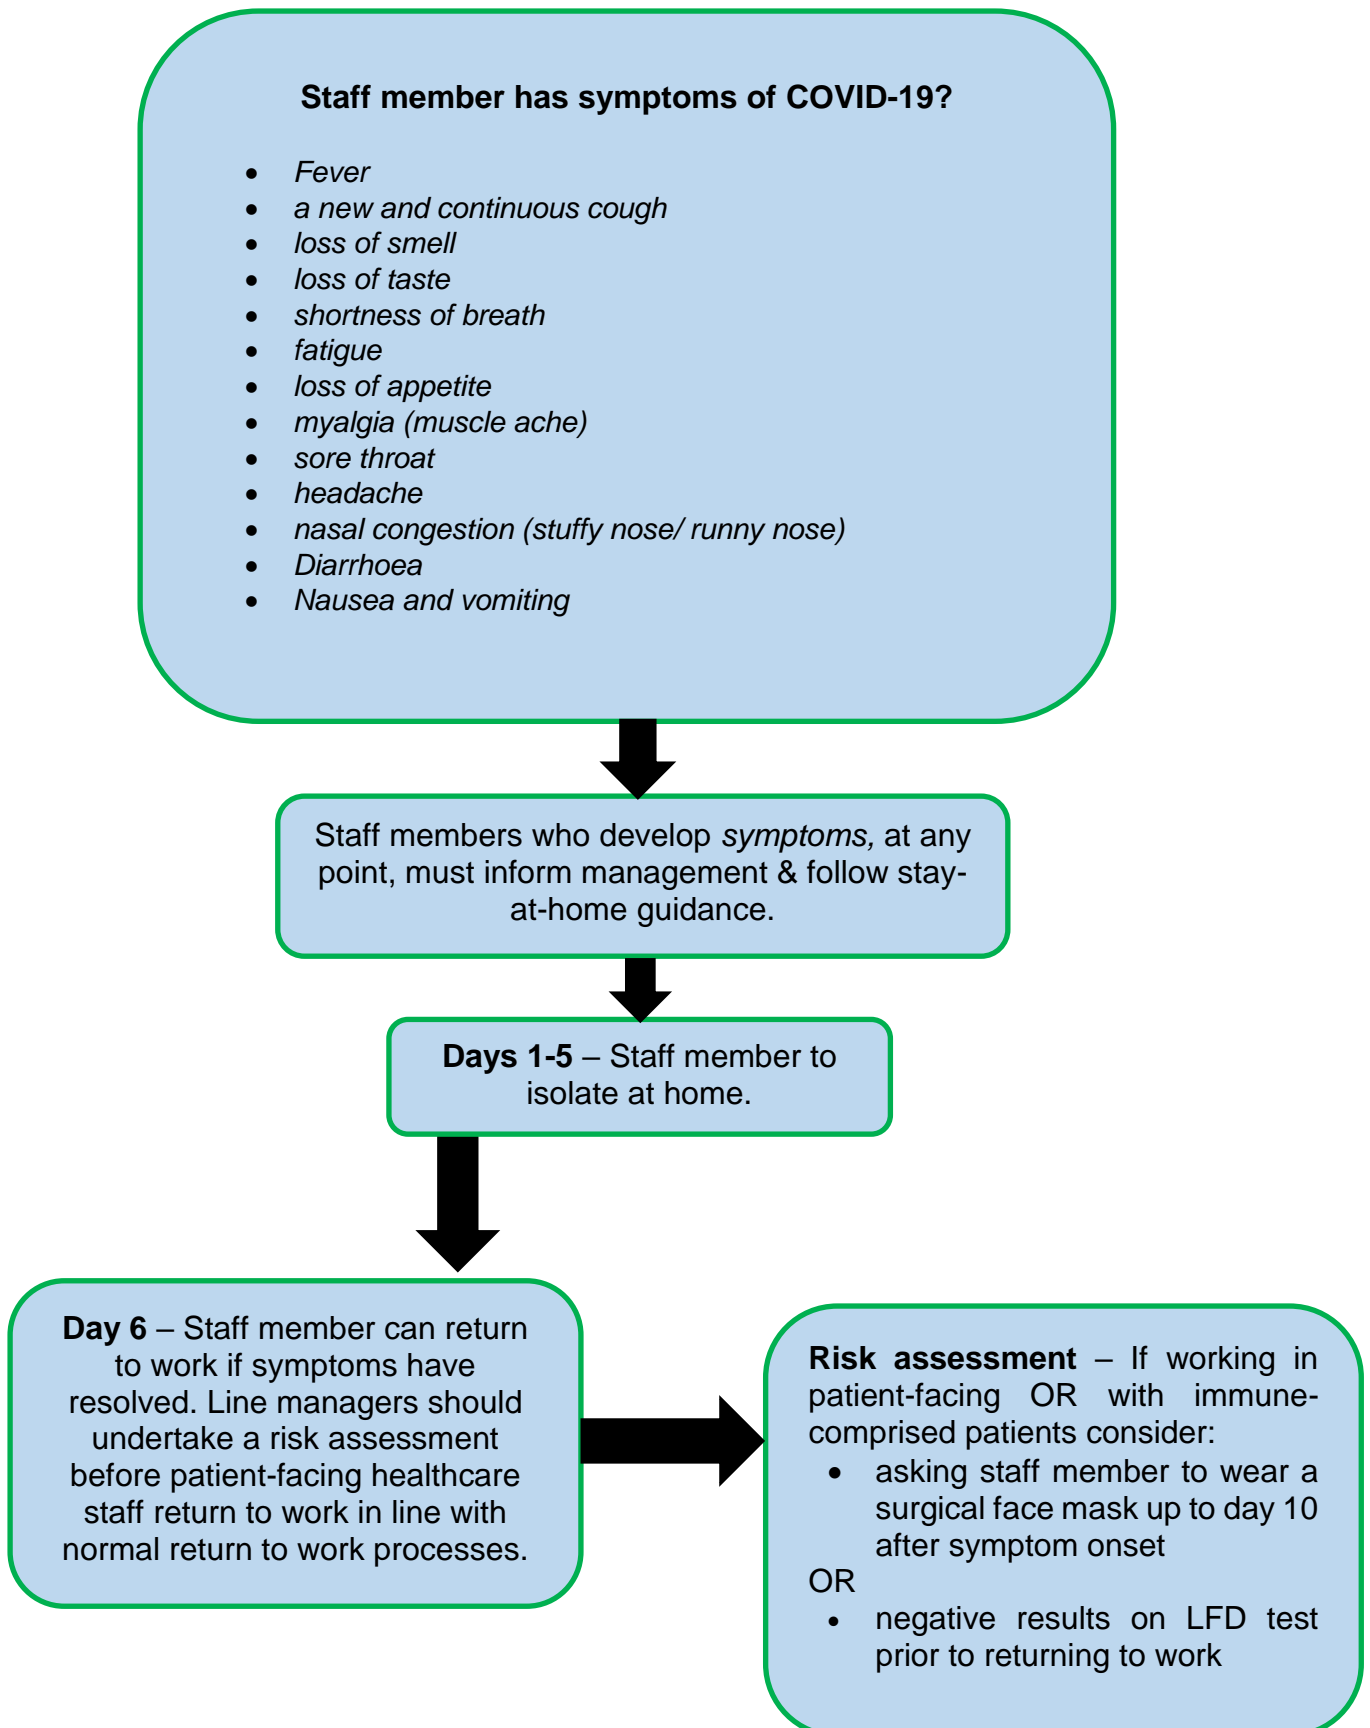 Staff member has symptoms of COVID-19?
• Fever
• a new and continuous cough
• loss of smell
• loss of taste
• shortness of breath
• fatigue
• loss of appetite
• myalgia (muscle ache)
• sore throat
• headache
• nasal congestion (stuffy nose/ runny nose)
• Diarrhoea
• Nausea and vomiting
Staff members who develop symptoms, at any
point, must inform management & follow stay-
at-home guidance.
Days 1-5 – Staff member to
isolate at home.
Day 6 – Staff member can return
to work if symptoms have
resolved. Line managers should
undertake a risk assessment
before patient-facing healthcare
staff return to work in line with
normal return to work processes.
Risk assessment – If working in
patient-facing OR with immune-
comprised patients consider:
• asking staff member to wear a
surgical face mask up to day 10
after symptom onset
OR
• negative results on LFD test
prior to returning to work